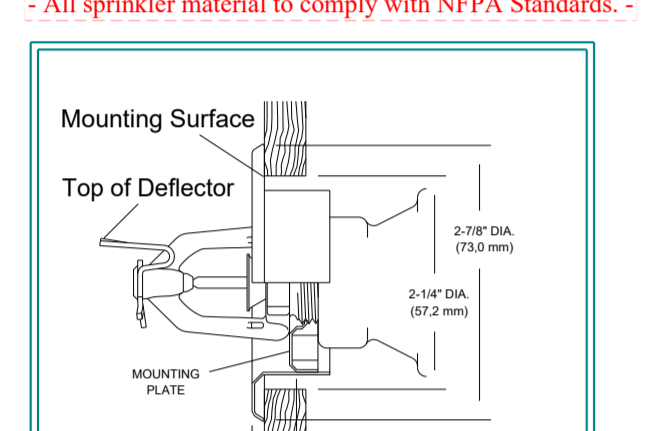 - All sprinkler material to comply with NFPA Standards. -
Mounting Surface
Top of Deflector
2-7/8" DIA.
(73,0 mm)
2-1/4" DIA.
(57,2 mm)
MOUNTING
PLATE